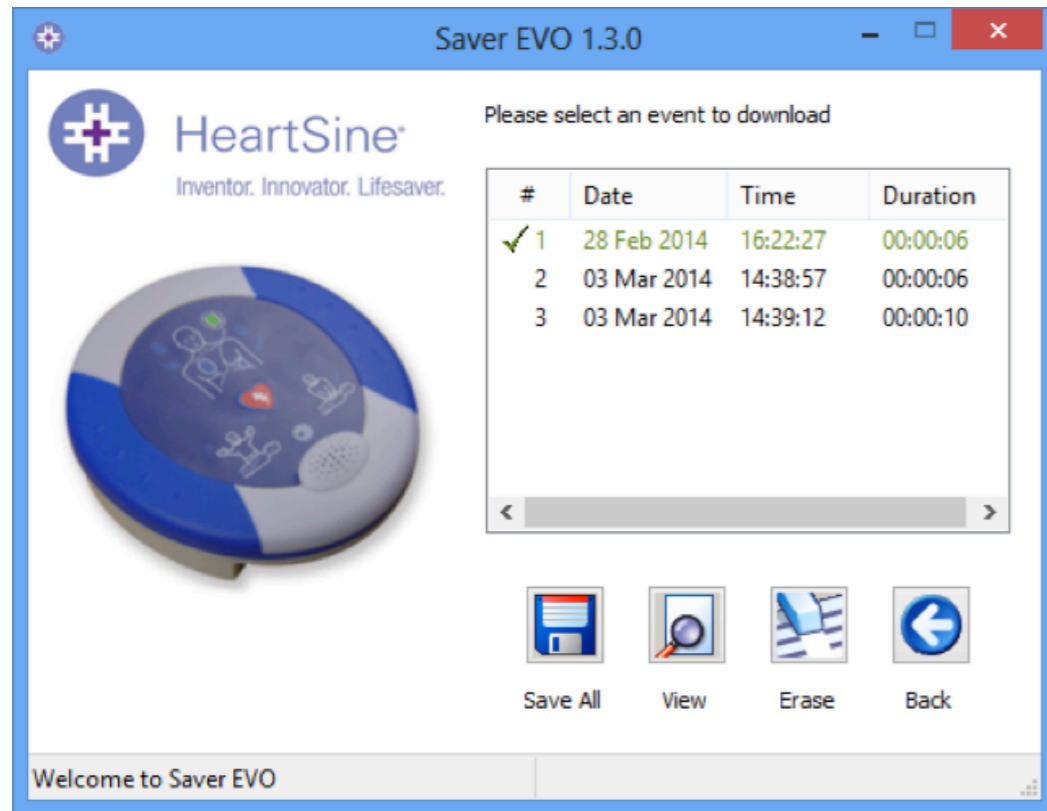 Saver EVO 1.3.0
HeartSine
Inventor. Innovator. Lifesaver.
Please select an event to download
# Date Time Duration
1 28 Feb 2014 16:22:27 00:00:06
2 03 Mar 2014 14:38:57 00:00:06
3 03 Mar 2014 14:39:12 00:00:10
Save All View Erase Back
Welcome to Saver EVO